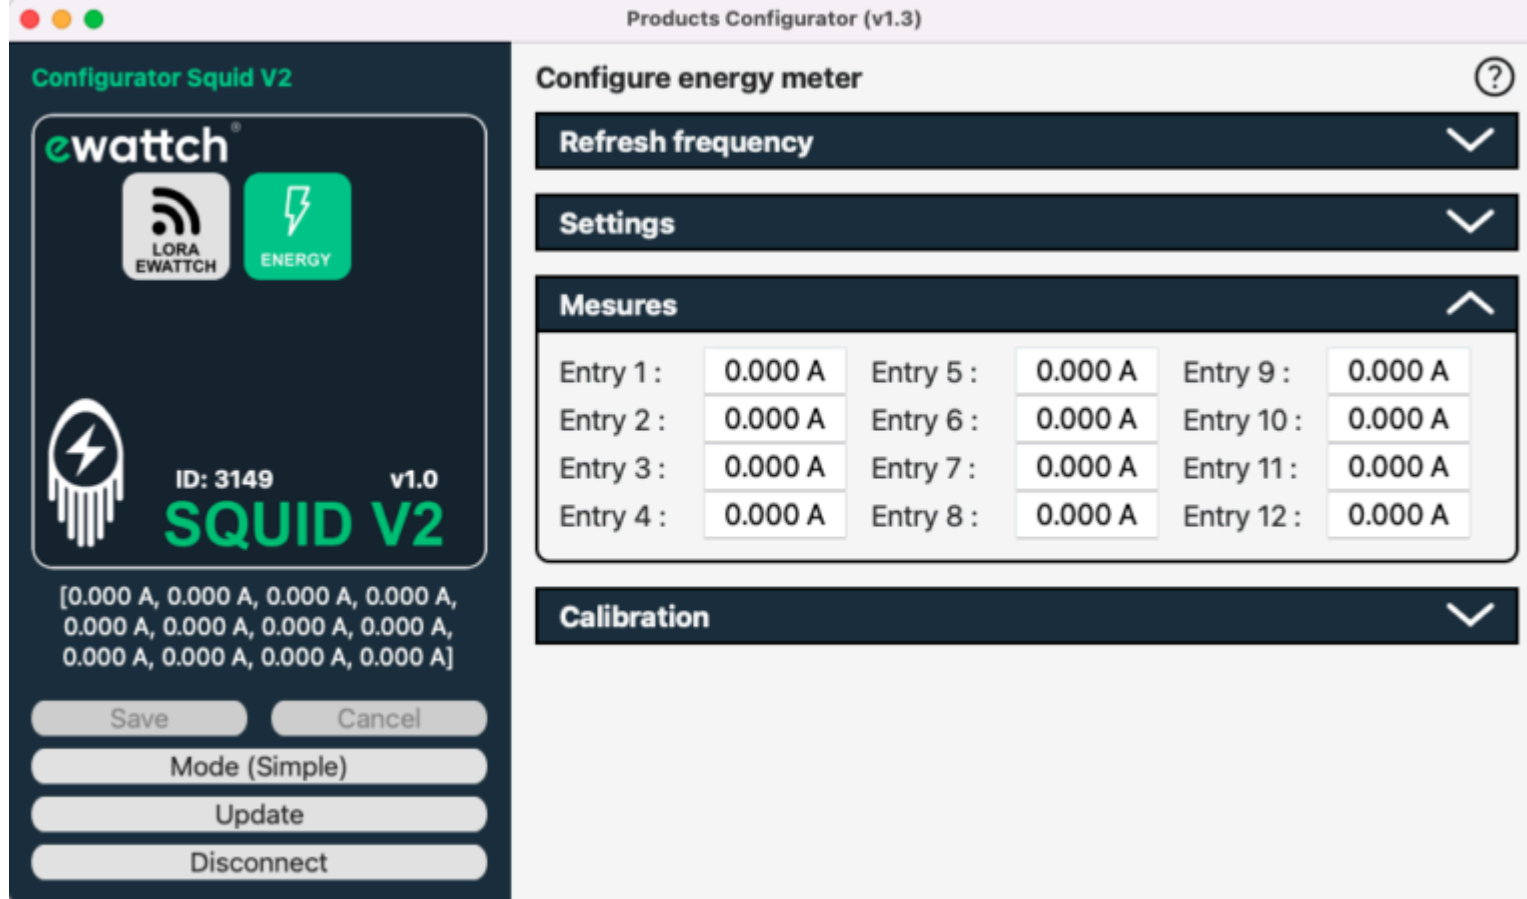 Products Configurator (v1.3)
Configurator Squid V2
ewattch®
LORA
EWATTCH
ENERGY
ID: 3149 v1.0
SQUID V2
[0.000 A, 0.000 A, 0.000 A, 0.000 A,
0.000 A, 0.000 A, 0.000 A, 0.000 A,
0.000 A, 0.000 A, 0.000 A, 0.000 A]
Save Cancel
Mode (Simple)
Update
Disconnect
Configure energy meter ?
Refresh frequency
Settings
Mesures
Entry 1 : 0.000 A Entry 5 : 0.000 A Entry 9 : 0.000 A
Entry 2 : 0.000 A Entry 6 : 0.000 A Entry 10 : 0.000 A
Entry 3 : 0.000 A Entry 7 : 0.000 A Entry 11 : 0.000 A
Entry 4 : 0.000 A Entry 8 : 0.000 A Entry 12 : 0.000 A
Calibration